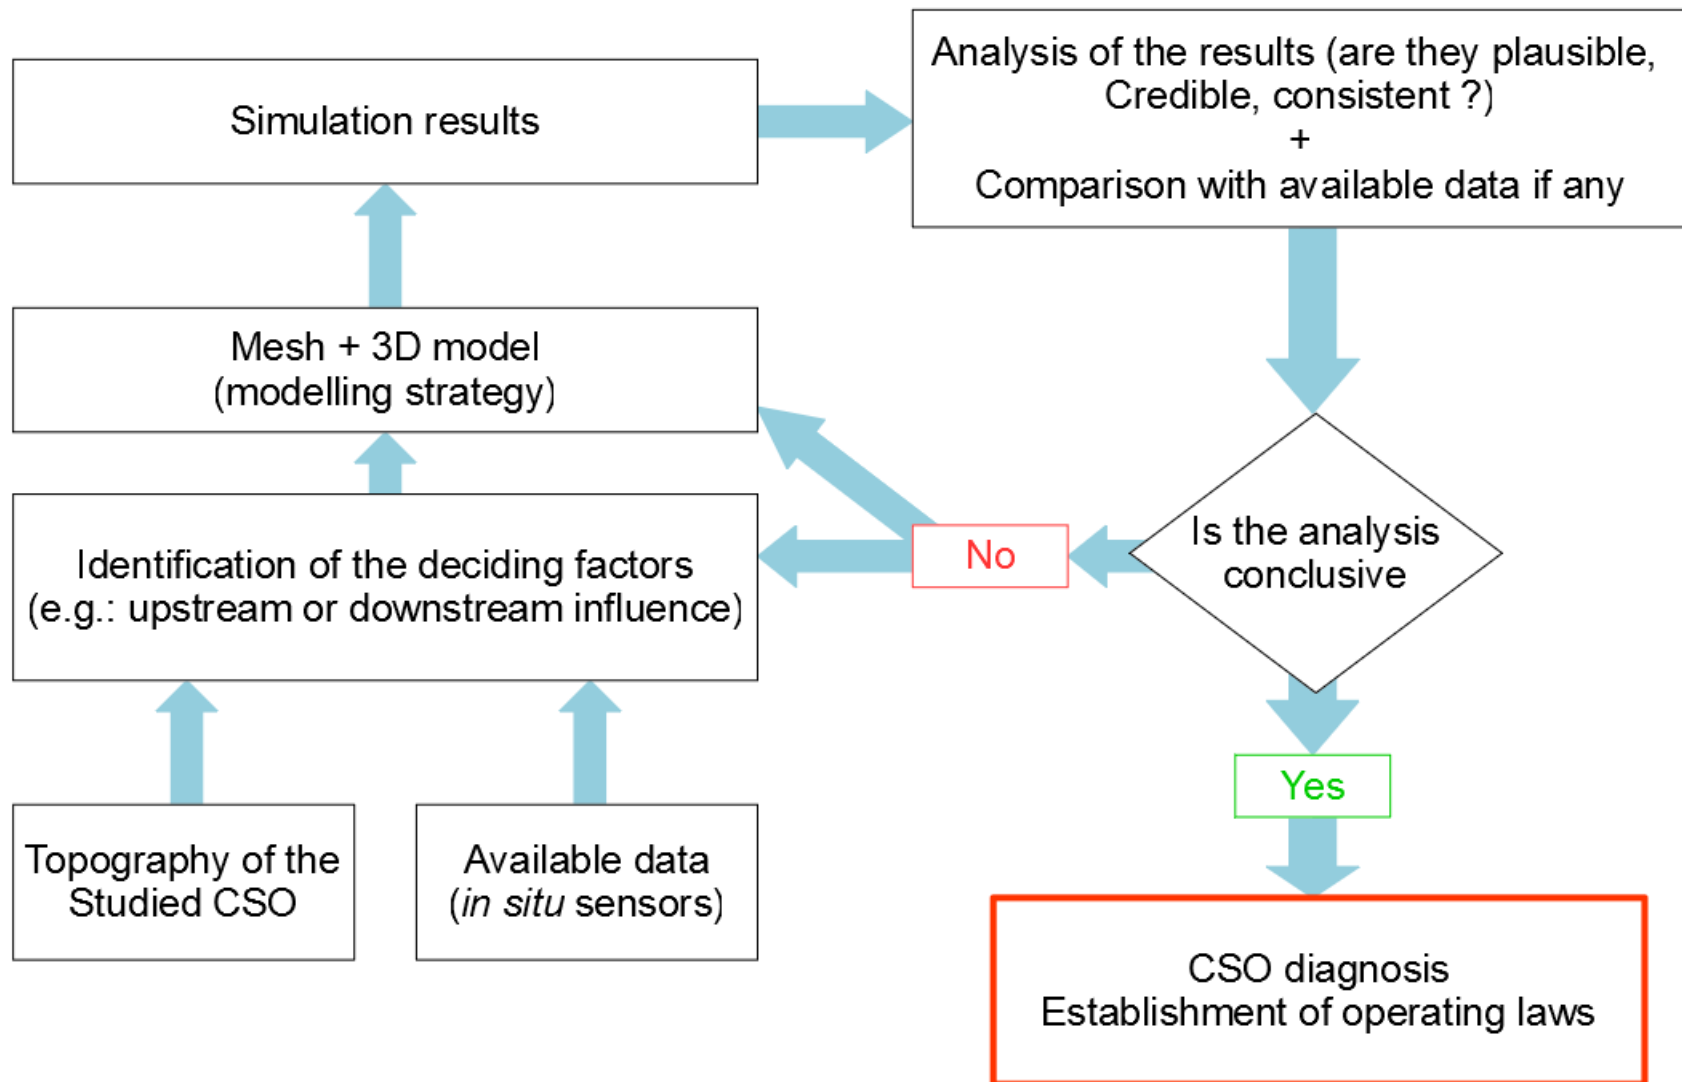 Simulation results
Analysis of the results (are they plausible,
Credible, consistent ?)
+
Comparison with available data if any
Mesh + 3D model
(modelling strategy)
Identification of the deciding factors
(e.g.: upstream or downstream influence)
No
Is the analysis
conclusive
Yes
Topography of the
Studied CSO
Available data
(in situ sensors)
CSO diagnosis
Establishment of operating laws